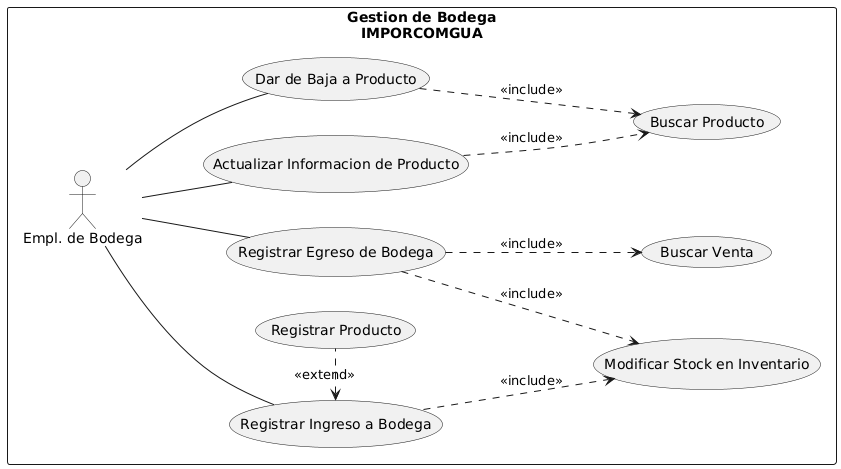 Gestion de Bodega
IMPORCOMGUA
Dar de Baja a Producto
«include»
Buscar Producto
«include»
Actualizar Informacion de Producto
Empl. de Bodega
«include»
Registrar Egreso de Bodega
Buscar Venta
«include»
Registrar Producto
Modificar Stock en Inventario
«extend»
«include»
Registrar Ingreso a Bodega